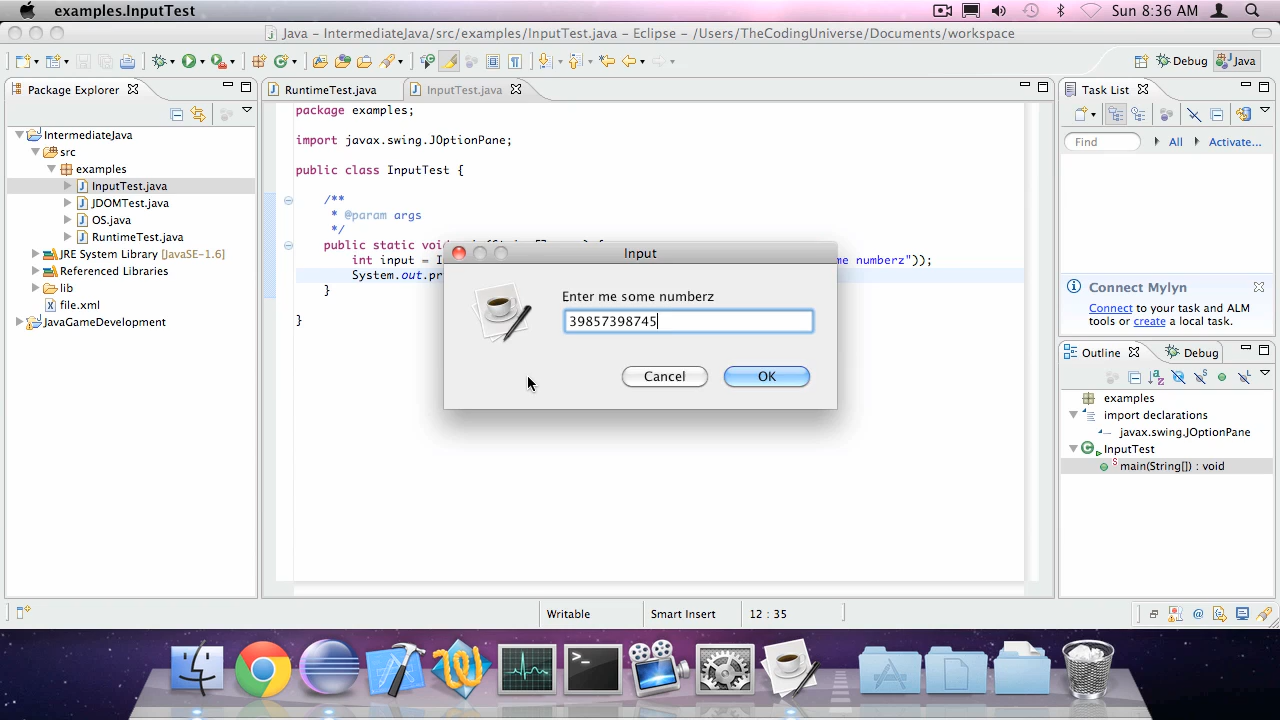 examples.InputTest
Sun 8:36 AM
Java – IntermediateJava/src/examples/InputTest.java – Eclipse – /Users/TheCodingUniverse/Documents/workspace
Debug
Java
Package Explorer
IntermediateJava
src
examples
InputTest.java
JDOMTest.java
OS.java
RuntimeTest.java
JRE System Library [JavaSE-1.6]
Referenced Libraries
lib
file.xml
JavaGameDevelopment
RuntimeTest.java
InputTest.java
package examples;
import javax.swing.JOptionPane;
public class InputTest {
/**
* @param args
*/
public static
int input = me numberz"));
System.out.pr
}
}
Input
Enter me some numberz
39857398745
Cancel
OK
Task List
Find
All
Activate...
Connect Mylyn
Connect to your task and ALM
tools or create a local task.
Outline
Debug
examples
import declarations
javax.swing.JOptionPane
InputTest
main(String[]) : void
Writable
Smart Insert
12 : 35